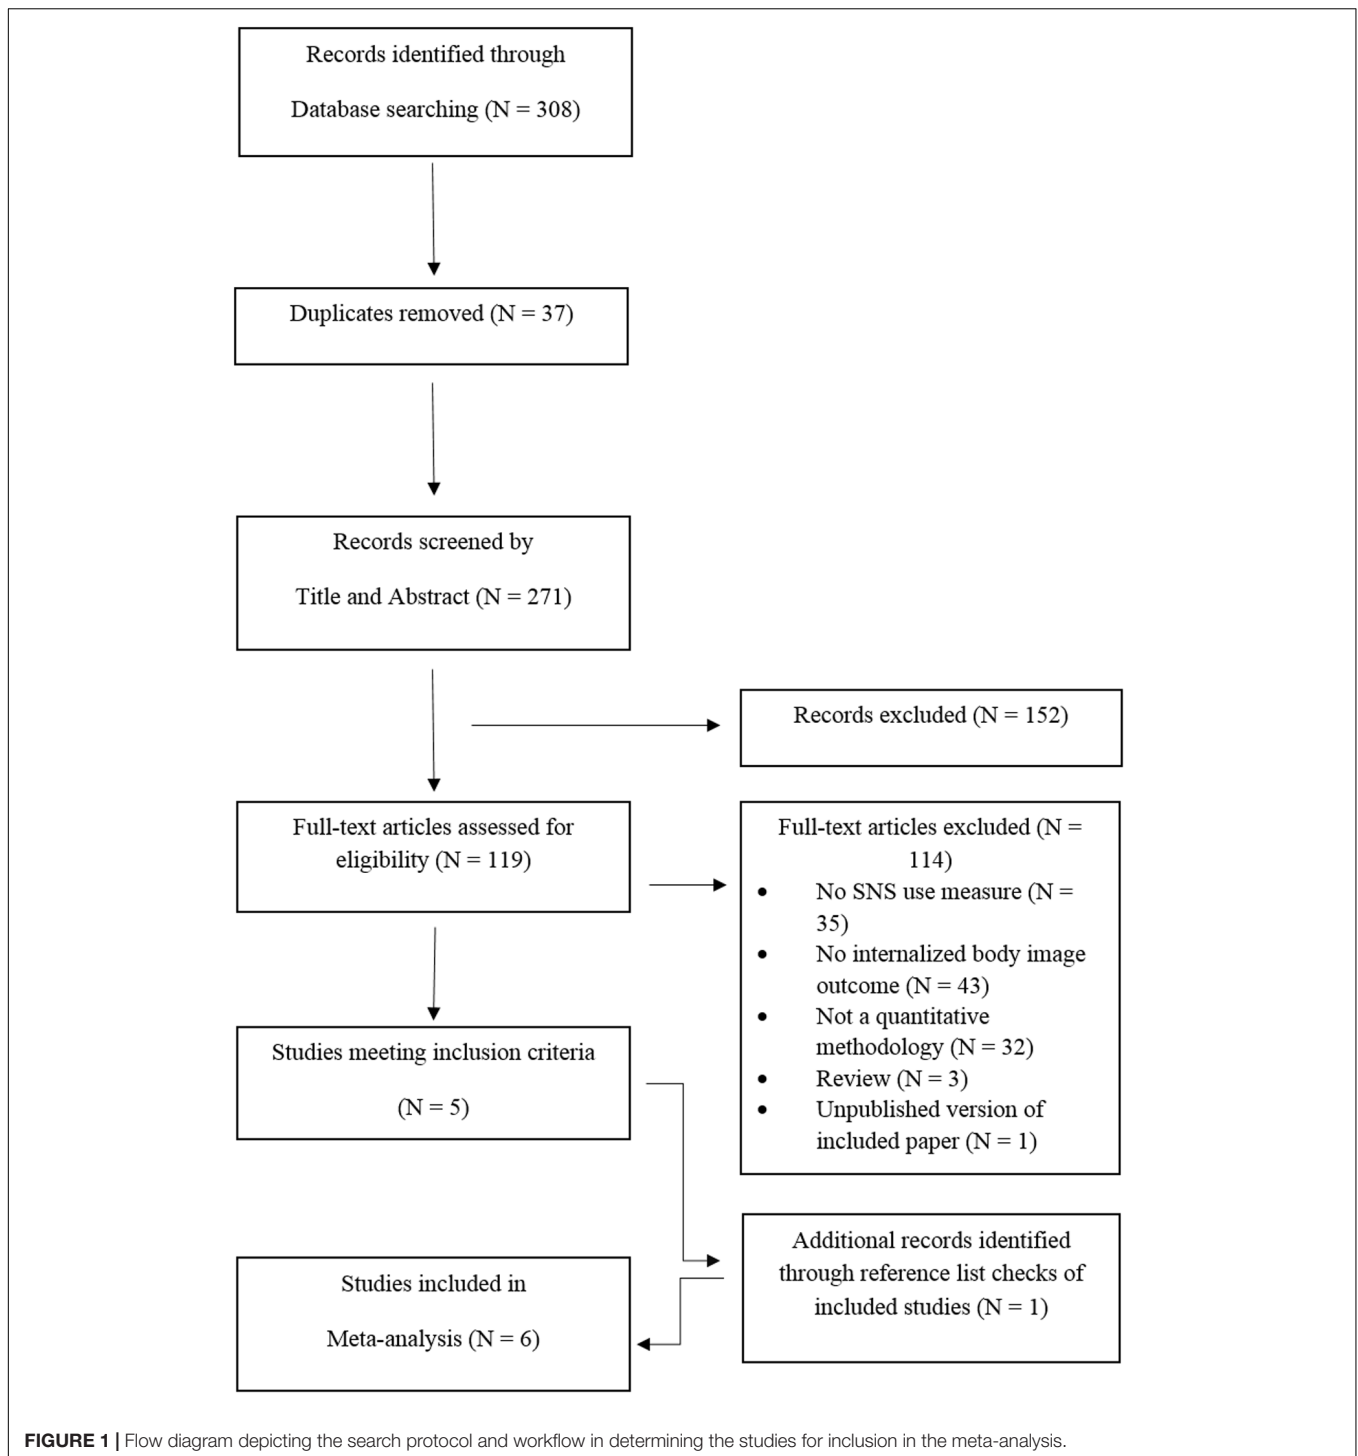 Records identified through
Database searching (N = 308)
Duplicates removed (N = 37)
Records screened by
Title and Abstract (N = 271)
Records excluded (N = 152)
Full-text articles assessed for
eligibility (N = 119)
Full-text articles excluded (N =
114)
• No SNS use measure (N =
35)
• No internalized body image
outcome (N = 43)
• Not a quantitative
methodology (N = 32)
• Review (N = 3)
• Unpublished version of
included paper (N = 1)
Studies meeting inclusion criteria
(N = 5)
Additional records identified
through reference list checks of
included studies (N = 1)
Studies included in
Meta-analysis (N = 6)
FIGURE 1 | Flow diagram depicting the search protocol and workflow in determining the studies for inclusion in the meta-analysis.